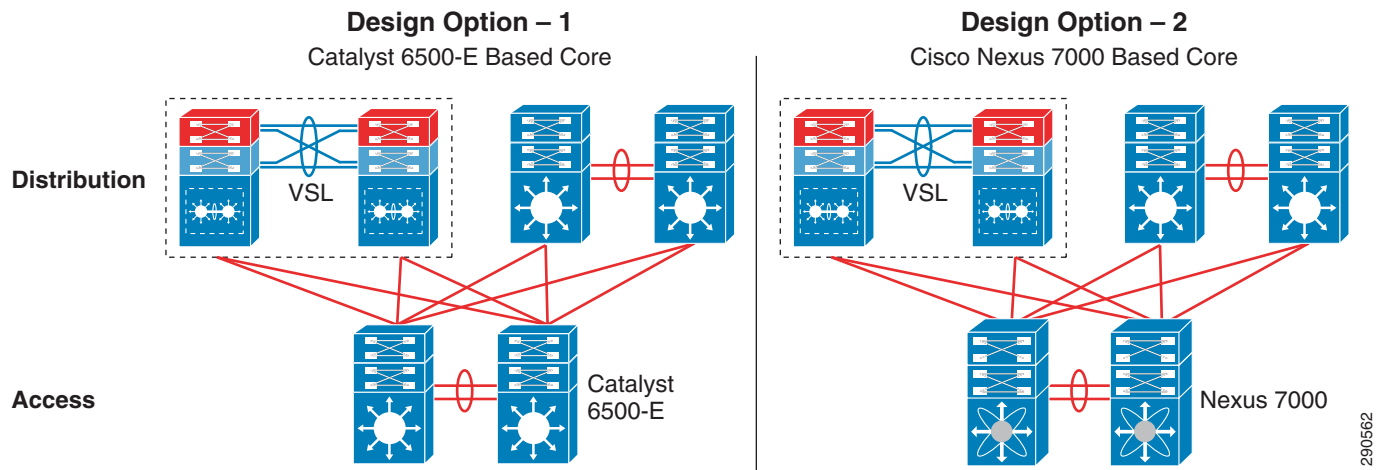 Design Option – 1
Catalyst 6500-E Based Core
Design Option – 2
Cisco Nexus 7000 Based Core
Distribution
VSL
VSL
Access
Catalyst
6500-E
Nexus 7000
290562